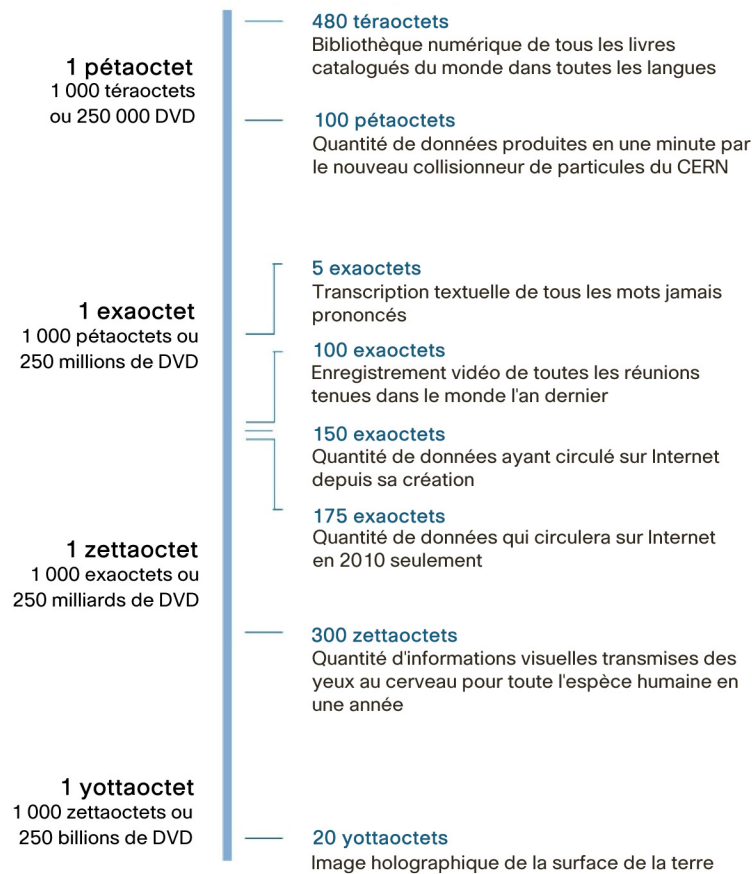 480 téraoctets
Bibliothèque numérique de tous les livres
catalogués du monde dans toutes les langues
1 pétaoctet
1 000 téraoctets
ou 250 000 DVD
100 pétaoctets
Quantité de données produites en une minute par
le nouveau collisionneur de particules du CERN
5 exaoctets
Transcription textuelle de tous les mots jamais
prononcés
1 exaoctet
1 000 pétaoctets ou
250 millions de DVD
100 exaoctets
Enregistrement vidéo de toutes les réunions
tenues dans le monde l'an dernier
150 exaoctets
Quantité de données ayant circulé sur Internet
depuis sa création
175 exaoctets
Quantité de données qui circulera sur Internet
en 2010 seulement
1 zettaoctet
1 000 exaoctets ou
250 milliards de DVD
300 zettaoctets
Quantité d'informations visuelles transmises des
yeux au cerveau pour toute l'espèce humaine en
une année
1 yottaoctet
1 000 zettaoctets ou
250 billions de DVD
20 yottaoctets
Image holographique de la surface de la terre